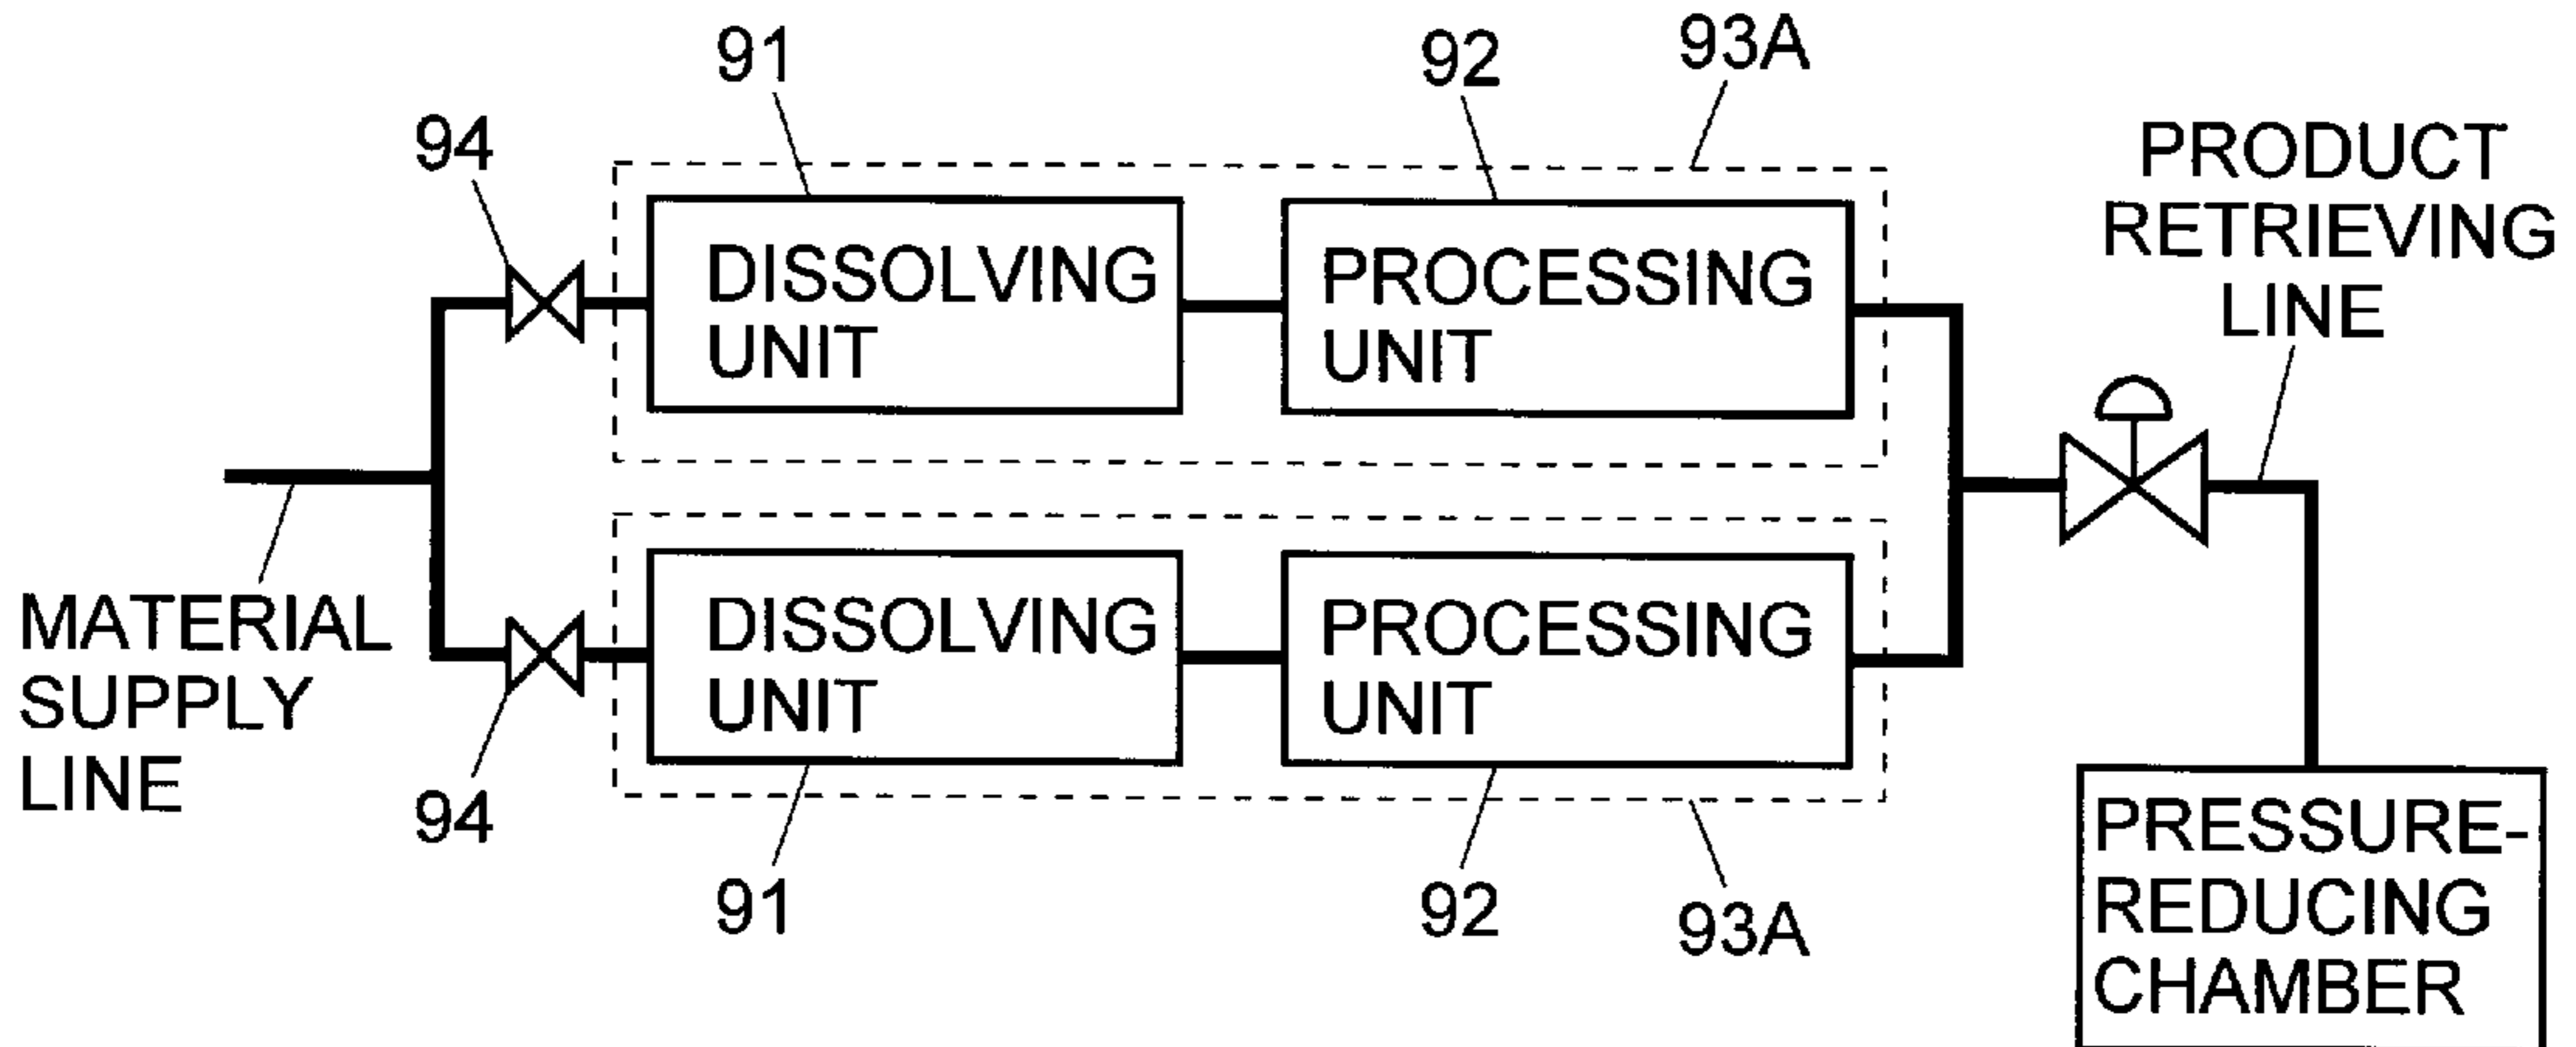 91
92
93A
94
PRODUCT
RETRIEVING
LINE
DISSOLVING
UNIT
PROCESSING
UNIT
MATERIAL
SUPPLY
LINE
DISSOLVING
UNIT
PROCESSING
UNIT
94
91
92
93A
PRESSURE-
REDUCING
CHAMBER